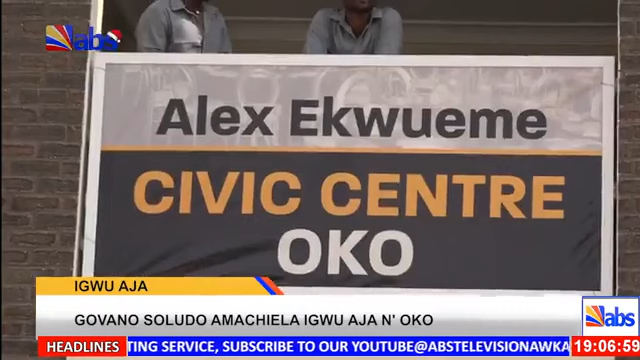 abs
Alex Ekwueme
CIVIC CENTRE
OKO
IGWU AJA
GOVANO SOLUDO AMACHIELA IGWU AJA N' OKO
abs
HEADLINES TING SERVICE, SUBSCRIBE TO OUR YOUTUBE@ABSTELEVISIONAWKA 19:06:59